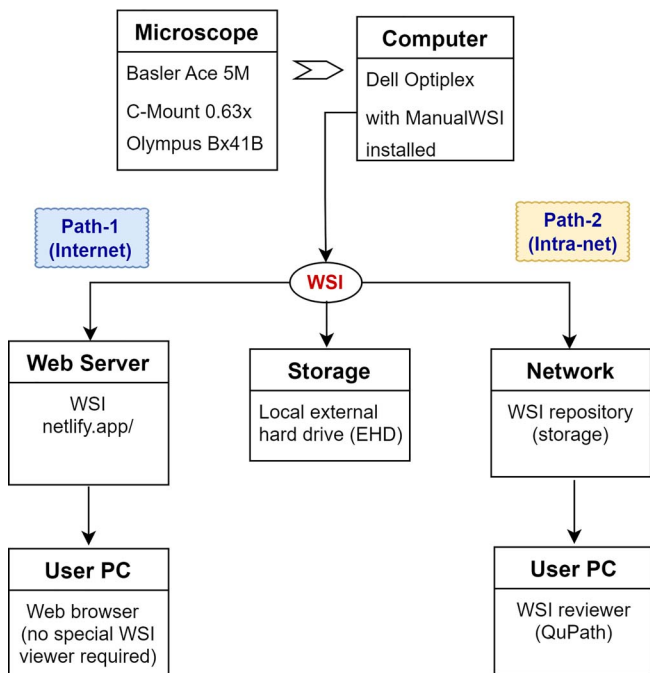 Microscope
Basler Ace 5M
C-Mount 0.63x
Olympus Bx41B
Computer
Dell Optiplex
with ManualWSI
installed
Path-1
(Internet)
Path-2
(Intra-net)
WSI
Web Server
WSI
netlify.app/
Storage
Local external
hard drive (EHD)
Network
WSI repository
(storage)
User PC
Web browser
(no special WSI
viewer required)
User PC
WSI reviewer
(QuPath)